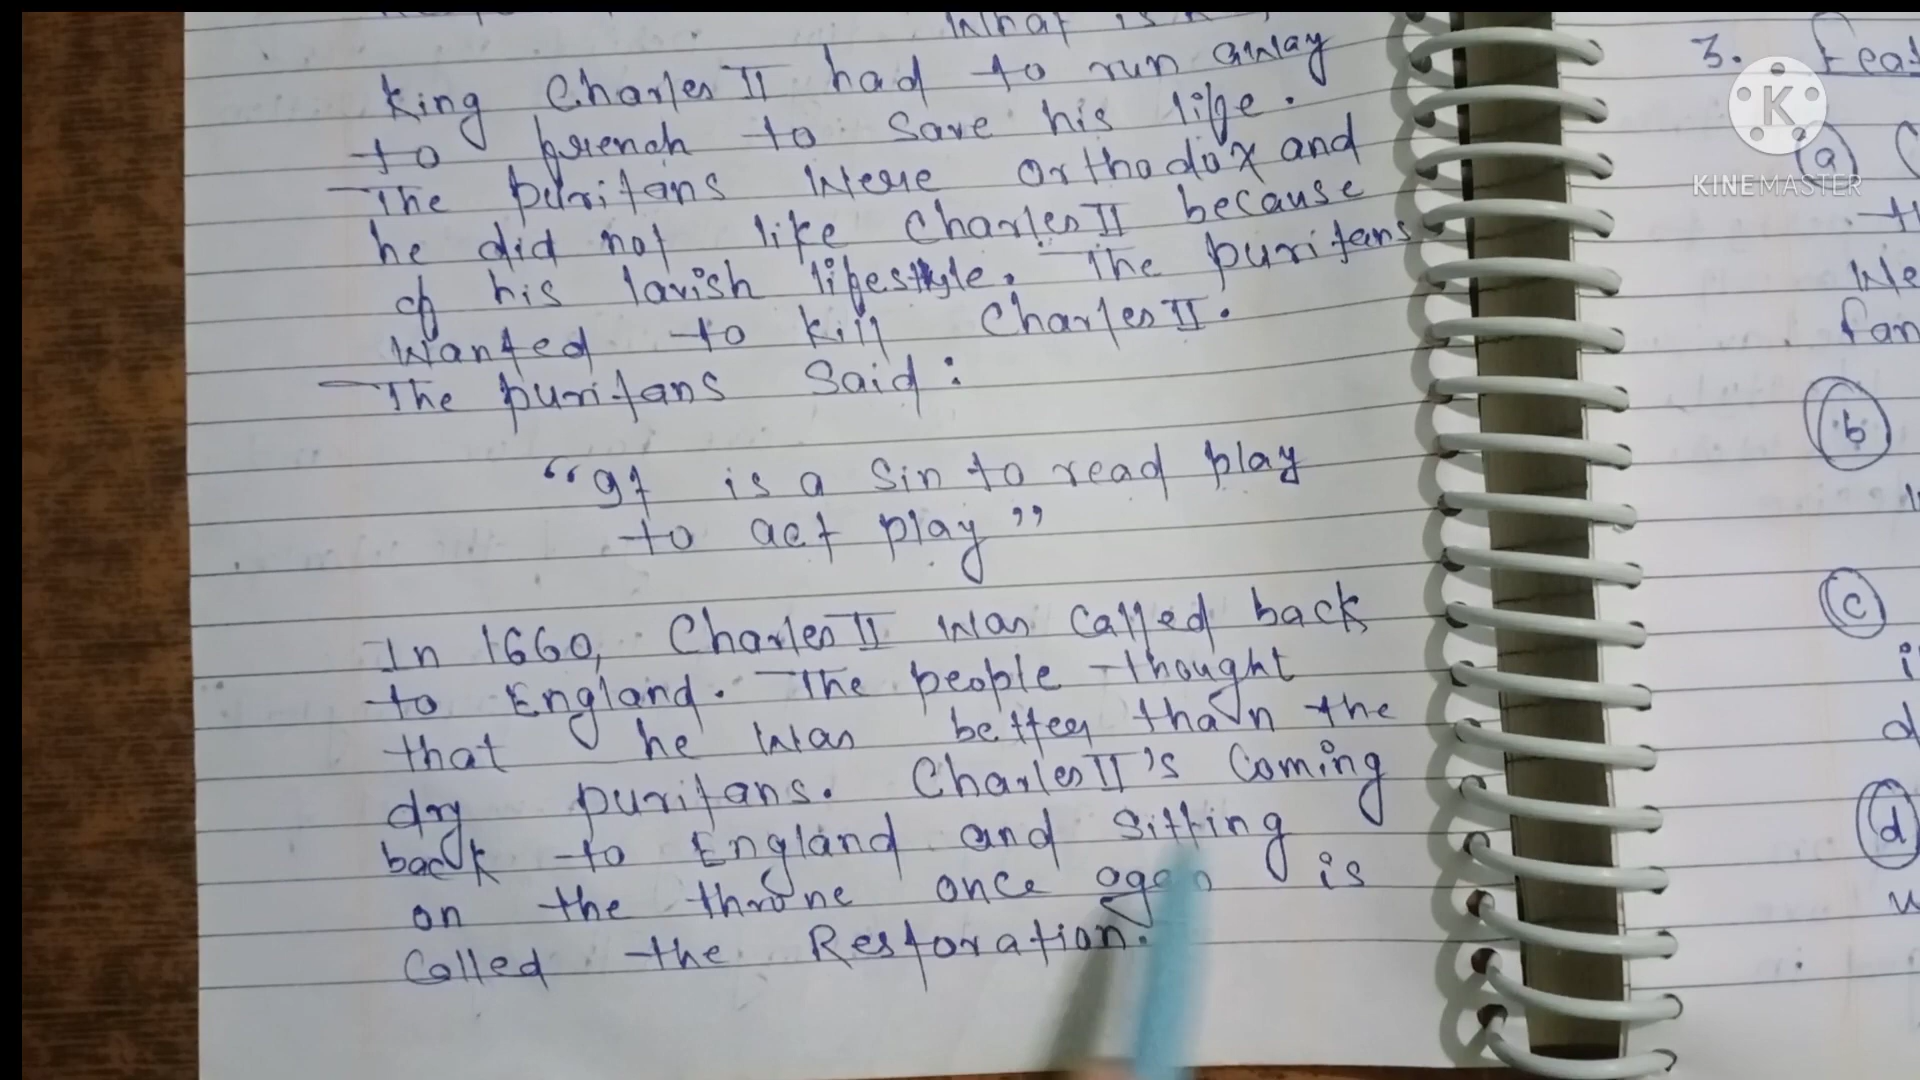 What is
King Charles II had to run away
to french to save his life.
The puritans were orthodox and
he did not like Charles II because
of his lavish lifestyle. The puritans
wanted to kill Charles II.
The puritans said:
“It is a sin to read play
to act play”
In 1660, Charles II was called back
to England. The people thought
that he was better than the
dry puritans. Charles II's coming
back to England and sitting
on the throne once again is
called the Restoration.
3.
a
b
c
d
K
KINEMASTER